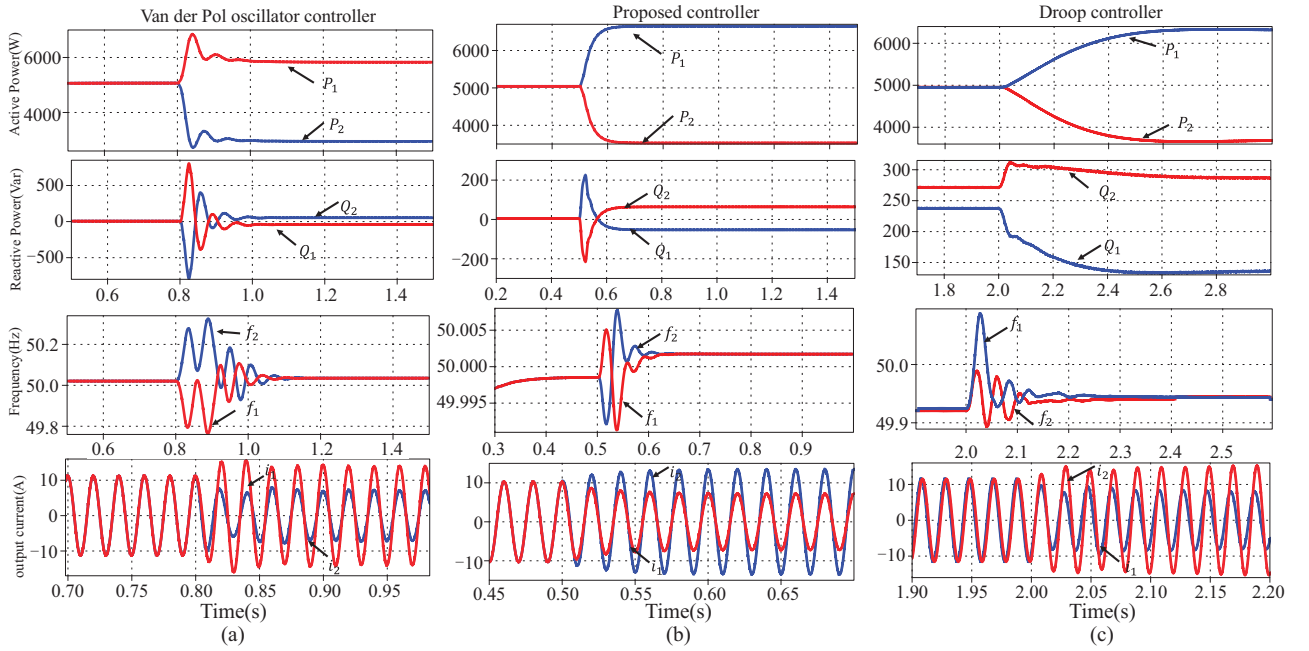 Van der Pol oscillator controller
Active Power(W)
6000
4000
P1
P2
Reactive Power(Var)
500
0
−500
Q2
Q1
0.6 0.8 1.0 1.2 1.4
Frequency(Hz)
50.2
50.0
49.8
f2
f1
0.6 0.8 1.0 1.2 1.4
output current(A)
10
0
−10
i1
i2
0.70 0.75 0.80 0.85 0.90 0.95
Time(s)
(a)
Proposed controller
6000
5000
4000
P1
P2
200
0
−200
Q2
Q1
0.2 0.4 0.6 0.8 1.0 1.2 1.4
50.005
50.000
49.995
f2
f1
0.3 0.4 0.5 0.6 0.7 0.8 0.9
10
0
−10
i2
i1
0.45 0.50 0.55 0.60 0.65
Time(s)
(b)
Droop controller
6000
5000
4000
P1
P2
300
250
200
150
Q2
Q1
1.8 2.0 2.2 2.4 2.6 2.8
50.0
49.9
f1
f2
2.0 2.1 2.2 2.3 2.4 2.5
10
0
−10
i2
i1
1.90 1.95 2.00 2.05 2.10 2.15 2.20
Time(s)
(c)